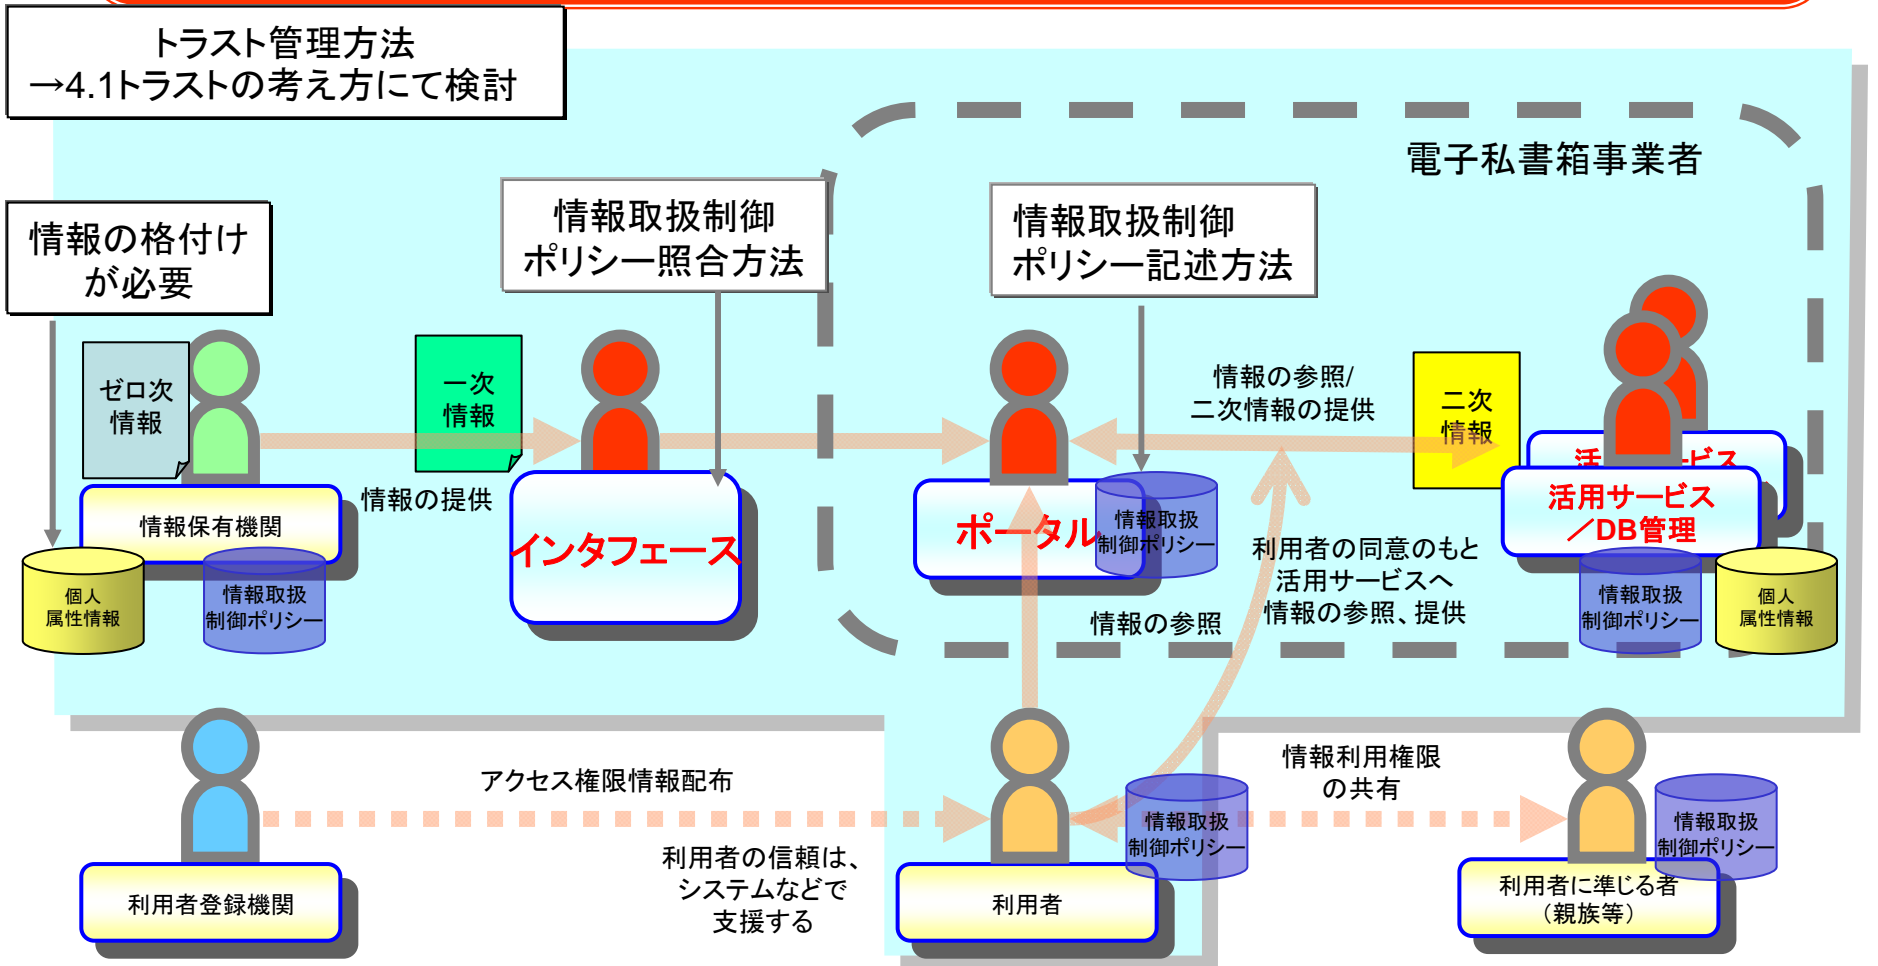 トラスト管理方法
→4.1トラストの考え方にて検討
電子私書箱事業者
情報の格付け
が必要
情報取扱制御
ポリシー照合方法
情報取扱制御
ポリシー記述方法
ゼロ次
情報
一次
情報
情報の提供
情報の参照/
二次情報の提供
二次
情報
情報保有機関
インタフェース
ポータル
情報取扱
制御ポリシー
活用サービス
活用サービス
／DB管理
個人
属性情報
情報取扱
制御ポリシー
情報の参照
利用者の同意のもと
活用サービスへ
情報の参照、提供
情報取扱
制御ポリシー
個人
属性情報
アクセス権限情報配布
情報利用権限
の共有
利用者の信頼は、
システムなどで
支援する
情報取扱
制御ポリシー
情報取扱
制御ポリシー
利用者登録機関
利用者
利用者に準じる者
（親族等）